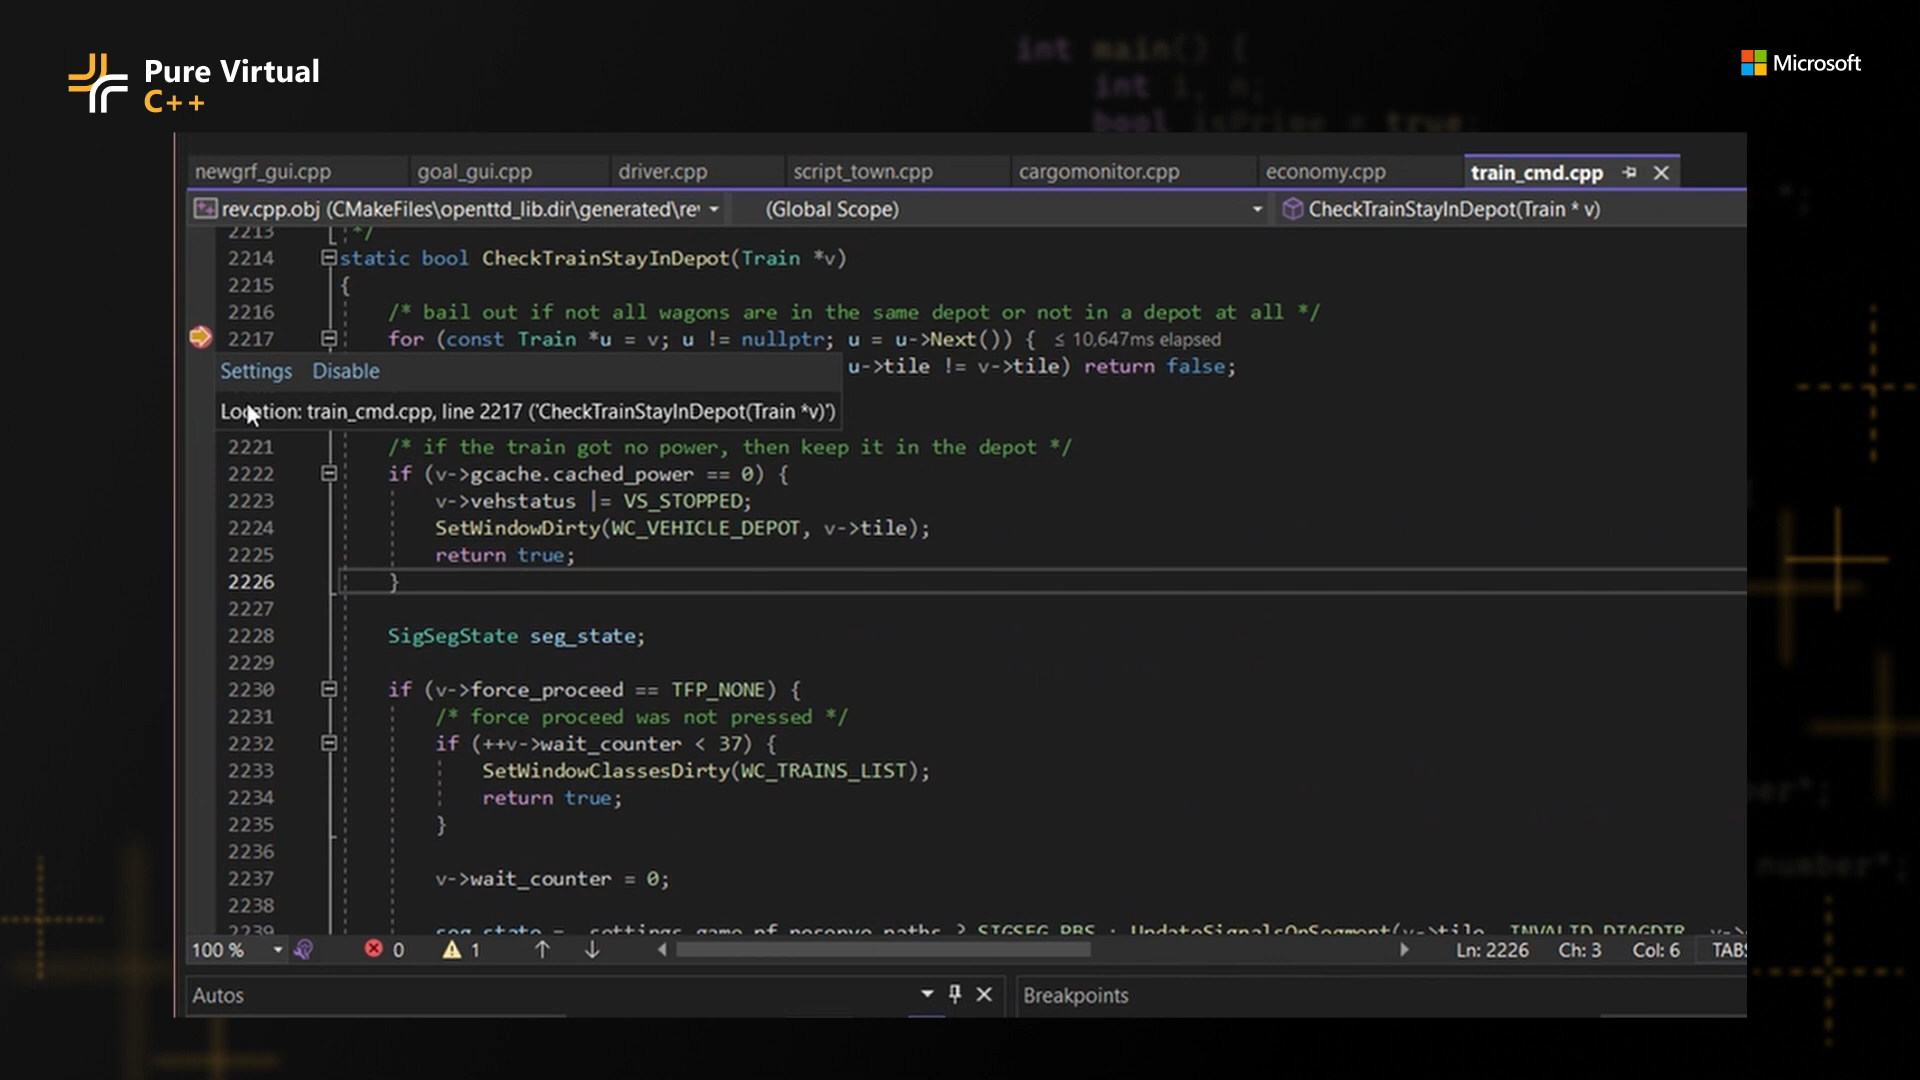 int main() {
int i, n;
bool isPrime = true;
Pure Virtual
C++
Microsoft
newgrf_gui.cpp goal_gui.cpp driver.cpp script_town.cpp cargomonitor.cpp economy.cpp train_cmd.cpp
rev.cpp.obj (CMakeFiles\openttd_lib.dir\generated\re (Global Scope) CheckTrainStayInDepot(Train * v)
2213 */
2214 static bool CheckTrainStayInDepot(Train *v)
2215 {
2216 /* bail out if not all wagons are in the same depot or not in a depot at all */
2217 for (const Train *u = v; u != nullptr; u = u->Next()) { ≤ 10,647ms elapsed
u->tile != v->tile) return false;
Settings Disable
Location: train_cmd.cpp, line 2217 ('CheckTrainStayInDepot(Train *v)')
2221 /* if the train got no power, then keep it in the depot */
2222 if (v->gcache.cached_power == 0) {
2223 v->vehstatus |= VS_STOPPED;
2224 SetWindowDirty(WC_VEHICLE_DEPOT, v->tile);
2225 return true;
2226 }
2227
2228 SigSegState seg_state;
2229
2230 if (v->force_proceed == TFP_NONE) {
2231 /* force proceed was not pressed */
2232 if (++v->wait_counter < 37) {
2233 SetWindowClassesDirty(WC_TRAINS_LIST);
2234 return true;
2235 }
2236
2237 v->wait_counter = 0;
2238
2239 seg_state = _settings_game.pf.reserve_paths ? SIGSEG_PBS : UpdateSignalsOnSegment(v->tile, INVALID_DIAGDIR, v->
100 % 0 1 Ln: 2226 Ch: 3 Col: 6 TABS
Autos Breakpoints